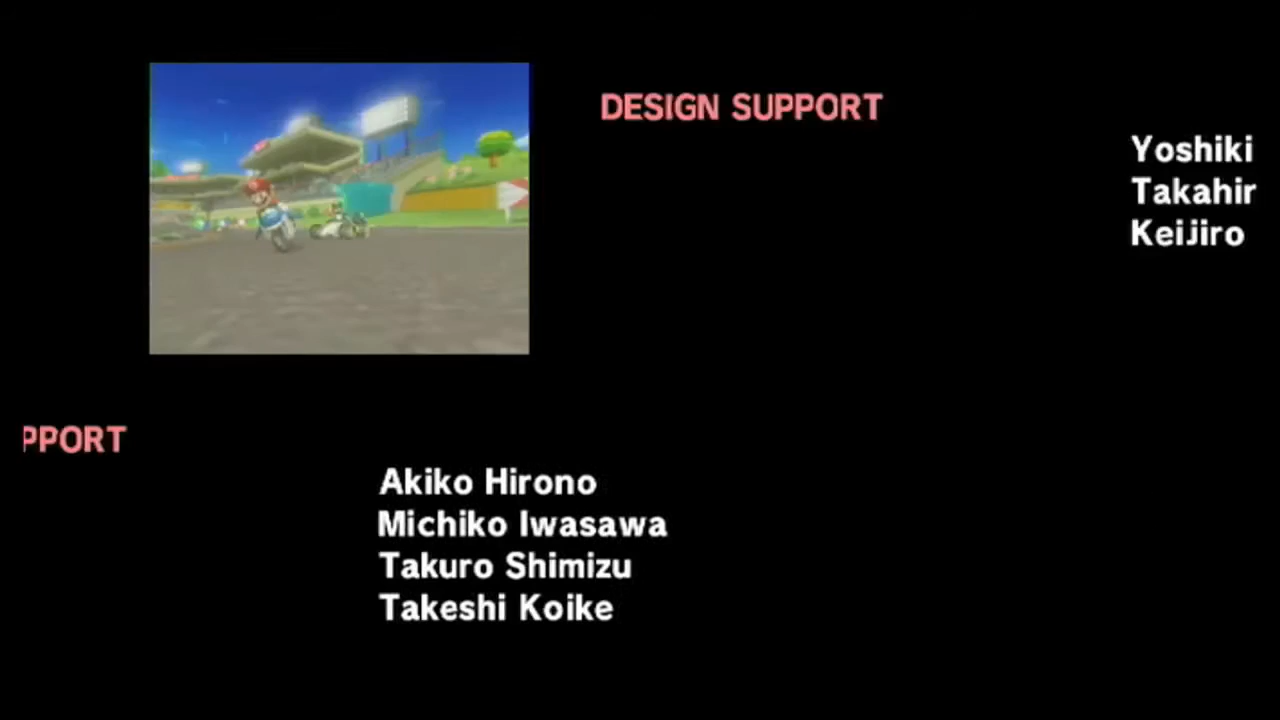 DESIGN SUPPORT
Yoshiki
Takahir
Keijiro
PPORT
Akiko Hirono
Michiko Iwasawa
Takuro Shimizu
Takeshi Koike